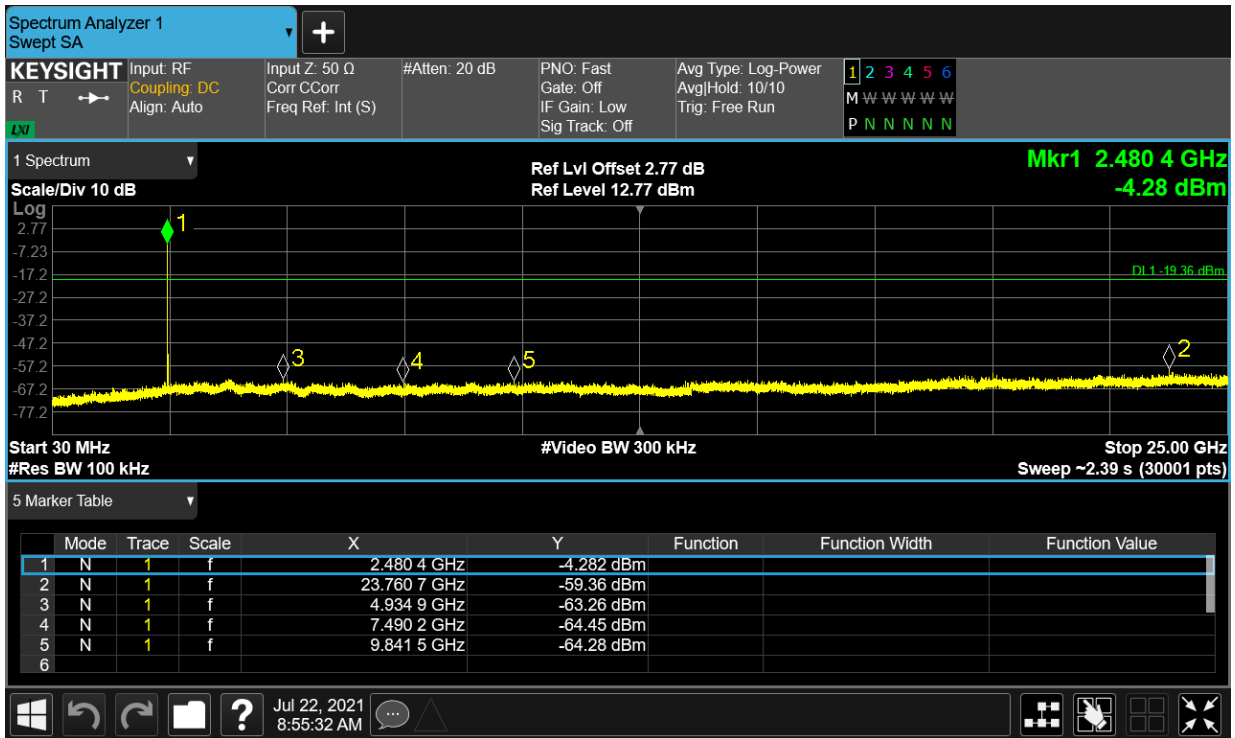 Spectrum Analyzer 1
Swept SA
KEYSIGHT
R T
LXI
Input: RF
Coupling: DC
Align: Auto
Input Z: 50 Ω
Corr CCorr
Freq Ref: Int (S)
#Atten: 20 dB
PNO: Fast
Gate: Off
IF Gain: Low
Sig Track: Off
Avg Type: Log-Power
Avg|Hold: 10/10
Trig: Free Run
1 2 3 4 5 6
M W W W W W
P N N N N N
1 Spectrum
Scale/Div 10 dB
Ref Lvl Offset 2.77 dB
Ref Level 12.77 dBm
Mkr1 2.480 4 GHz
-4.28 dBm
Log
2.77
-7.23
-17.2
-27.2
-37.2
-47.2
-57.2
-67.2
-77.2
1
3
4
5
2
DL1 -19.36 dBm
Start 30 MHz
#Res BW 100 kHz
#Video BW 300 kHz
Stop 25.00 GHz
Sweep ~2.39 s (30001 pts)
5 Marker Table
Mode Trace Scale X Y Function Function Width Function Value
1 N 1 f 2.480 4 GHz -4.282 dBm
2 N 1 f 23.760 7 GHz -59.36 dBm
3 N 1 f 4.934 9 GHz -63.26 dBm
4 N 1 f 7.490 2 GHz -64.45 dBm
5 N 1 f 9.841 5 GHz -64.28 dBm
6
Jul 22, 2021
8:55:32 AM